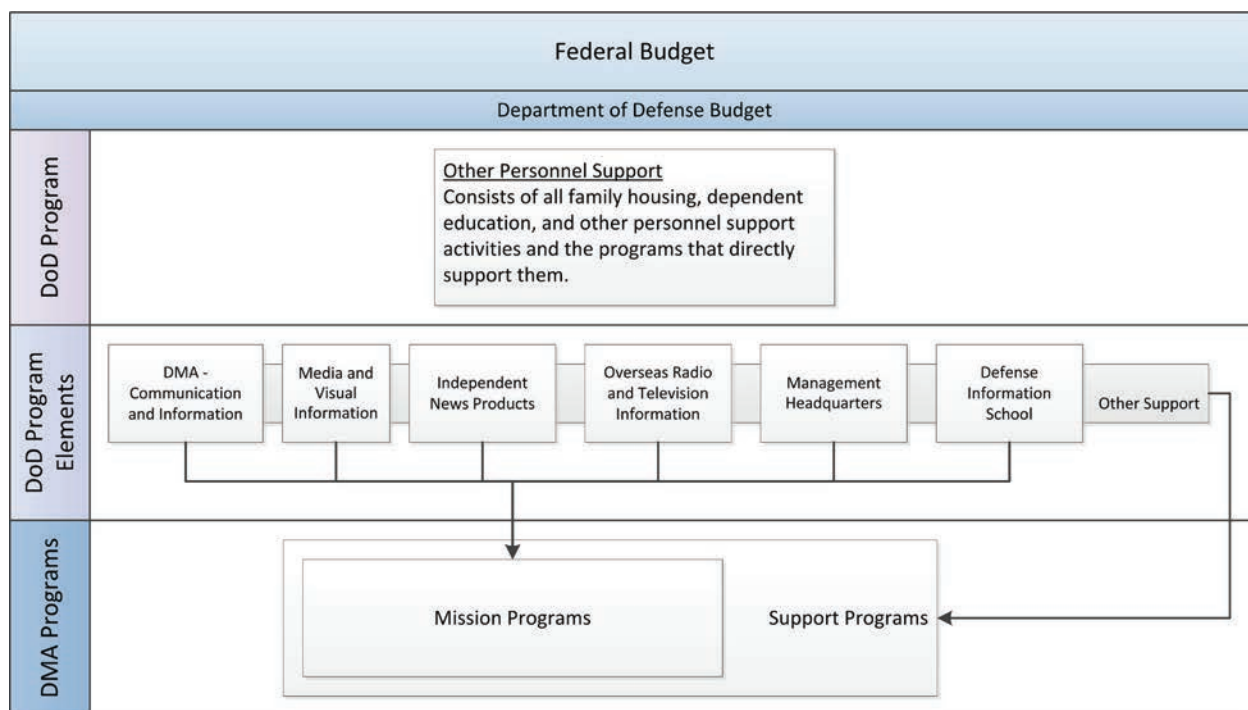 Federal Budget
Department of Defense Budget
DoD Program
Other Personnel Support
Consists of all family housing, dependent
education, and other personnel support
activities and the programs that directly
support them.
DoD Program
Elements
DMA -
Communication
and Information
Media and
Visual
Information
Independent
News Products
Overseas Radio
and Television
Information
Management
Headquarters
Defense
Information
School
Other Support
DMA Programs
Mission Programs
Support Programs